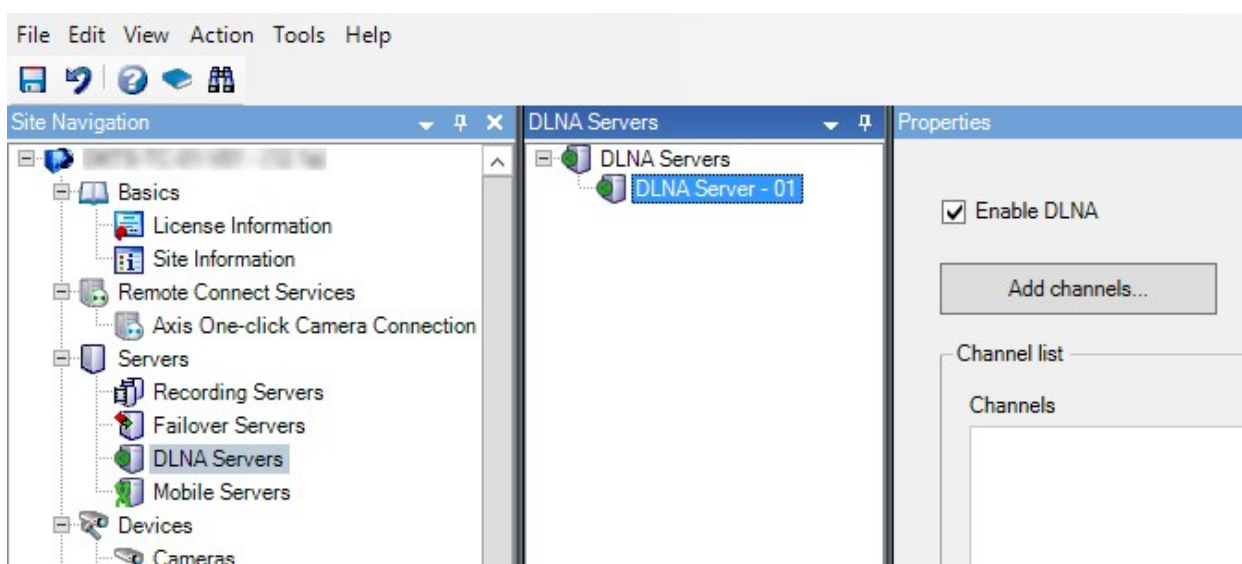 File Edit View Action Tools Help
Site Navigation
Basics
License Information
Site Information
Remote Connect Services
Axis One-click Camera Connection
Servers
Recording Servers
Failover Servers
DLNA Servers
Mobile Servers
Devices
Cameras
DLNA Servers
DLNA Servers
DLNA Server - 01
Properties
Enable DLNA
Add channels...
Channel list
Channels